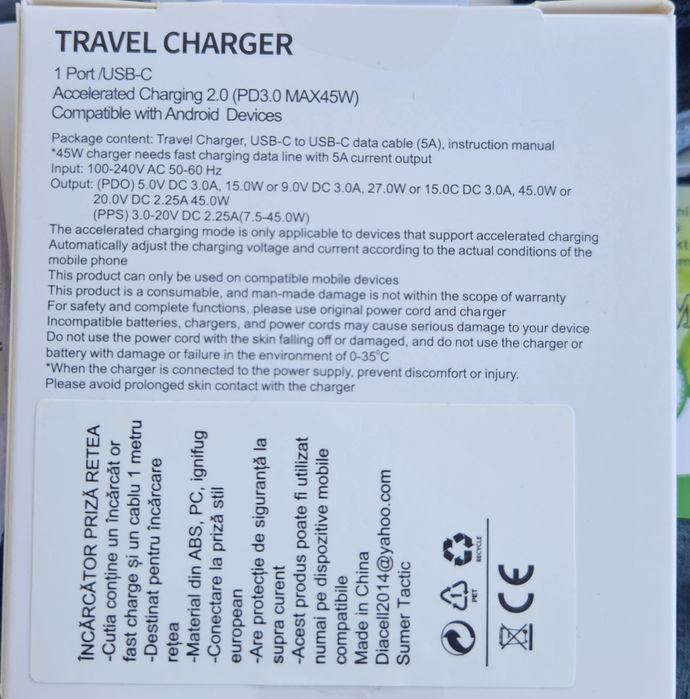 TRAVEL CHARGER
1 Port /USB-C
Accelerated Charging 2.0 (PD3.0 MAX45W)
Compatible with Android Devices
Package content: Travel Charger, USB-C to USB-C data cable (5A), instruction manual
*45W charger needs fast charging data line with 5A current output
Input: 100-240V AC 50-60 Hz
Output: (PDO) 5.0V DC 3.0A, 15.0W or 9.0V DC 3.0A, 27.0W or 15.0C DC 3.0A, 45.0W or
20.0V DC 2.25A 45.0W
(PPS) 3.0-20V DC 2.25A(7.5-45.0W)
The accelerated charging mode is only applicable to devices that support accelerated charging
Automatically adjust the charging voltage and current according to the actual conditions of the
mobile phone
This product can only be used on compatible mobile devices
This product is a consumable, and man-made damage is not within the scope of warranty
For safety and complete functions, please use original power cord and charger
Incompatible batteries, chargers, and power cords may cause serious damage to your device
Do not use the power cord with the skin falling off or damaged, and do not use the charger or
battery with damage or failure in the environment of 0-35°C
*When the charger is connected to the power supply, prevent discomfort or injury.
Please avoid prolonged skin contact with the charger
ÎNCĂRCĂTOR PRIZĂ RETEA
-Cutia conține un încărcăt or
fast charge și un cablu 1 metru
-Destinat pentru încărcare
rețea
-Material din ABS, PC, ignifug
-Conectare la priză stil
european
-Are protecție de siguranță la
supra curent
-Acest produs poate fi utilizat
numai pe dispozitive mobile
compatibile
Made in China
Diacell2014@yahoo.com
Sumer Tactic
PET
RECYCLE
CE